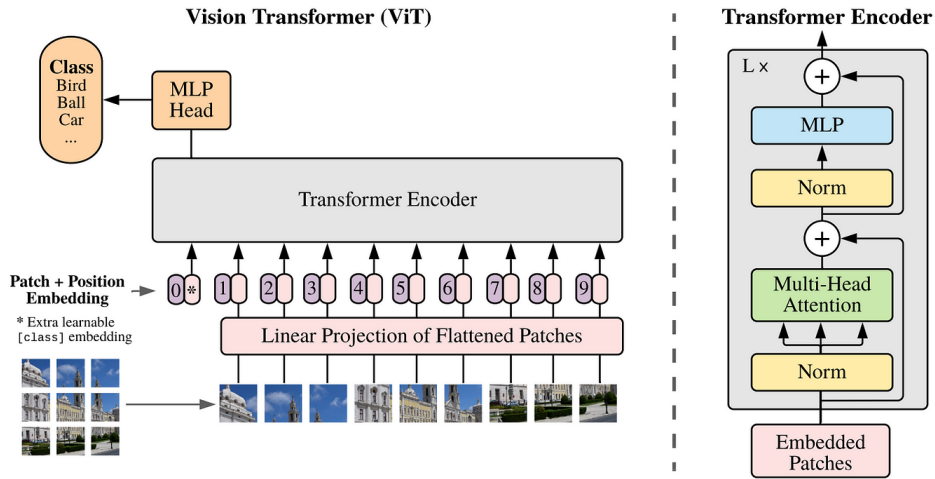 Vision Transformer (ViT)
Class
Bird
Ball
Car
...
MLP
Head
Transformer Encoder
Patch + Position
Embedding
* Extra learnable
[class] embedding
0 * 1 2 3 4 5 6 7 8 9
Linear Projection of Flattened Patches
Transformer Encoder
L ×
+
MLP
Norm
+
Multi-Head
Attention
Norm
Embedded
Patches